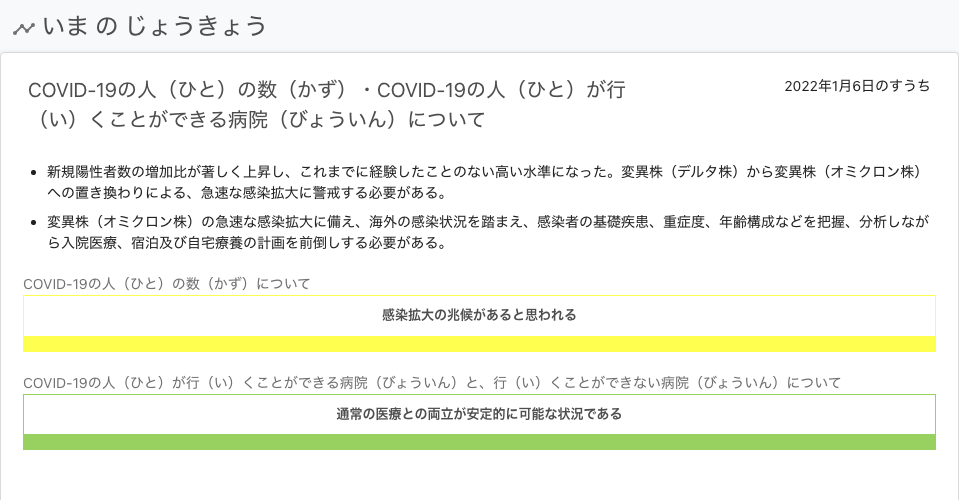 いま の じょうきょう
COVID-19の人（ひと）の数（かず）・COVID-19の人（ひと）が行
（い）くことができる病院（びょういん）について
2022年1月6日のすうち
• 新規陽性者数の増加比が著しく上昇し、これまでに経験したことのない高い水準になった。変異株（デルタ株）から変異株（オミクロン株）
への置き換わりによる、急速な感染拡大に警戒する必要がある。
• 変異株（オミクロン株）の急速な感染拡大に備え、海外の感染状況を踏まえ、感染者の基礎疾患、重症度、年齢構成などを把握、分析しなが
ら入院医療、宿泊及び自宅療養の計画を前倒しする必要がある。
COVID-19の人（ひと）の数（かず）について
感染拡大の兆候があると思われる
COVID-19の人（ひと）が行（い）くことができる病院（びょういん）と、行（い）くことができない病院（びょういん）について
通常の医療との両立が安定的に可能な状況である